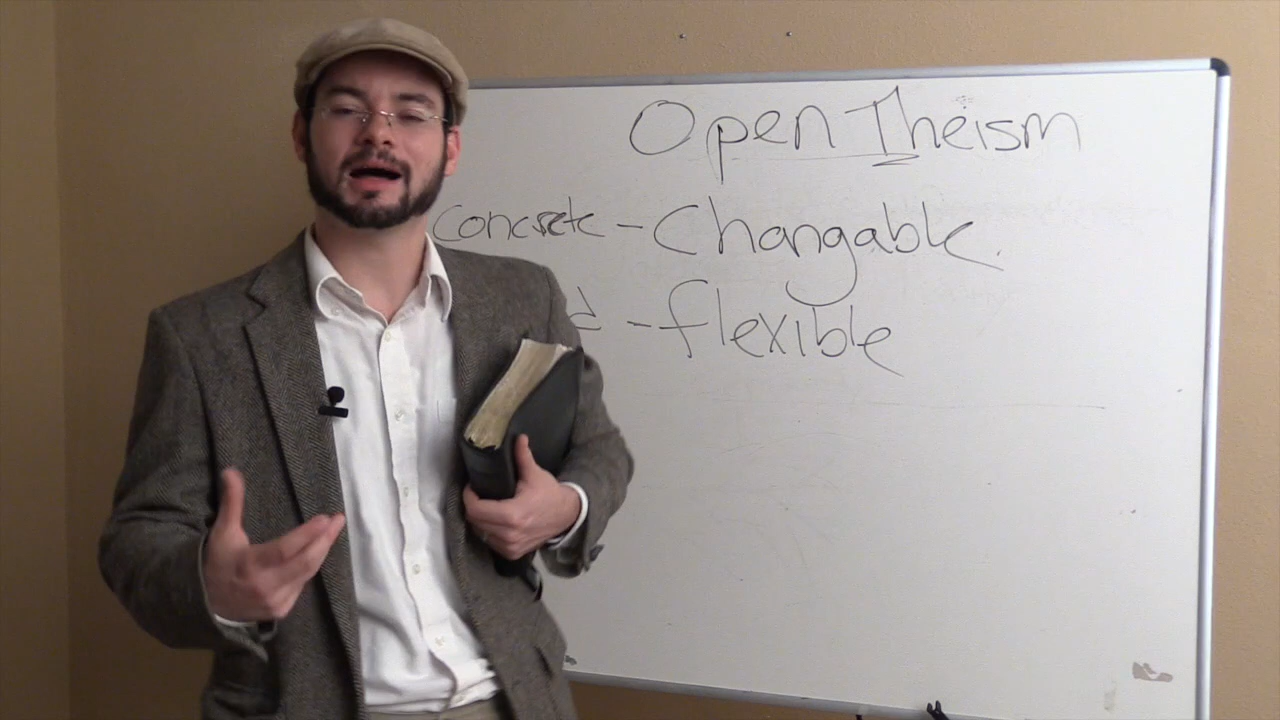 Open Theism
Concrete - Changable.
d - flexible